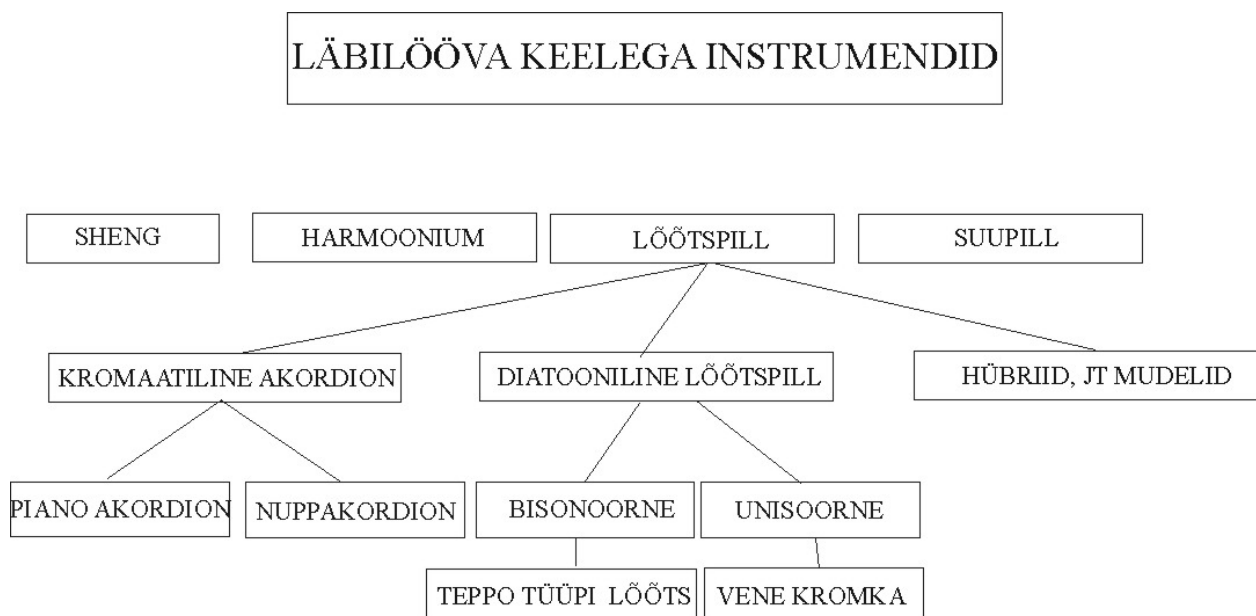 LÄBILÖÖVA KEELEGA INSTRUMENDID
SHENG
HARMOONIUM
LÕÕTSPILL
SUUPILL
KROMAATILINE AKORDION
DIATOONILINE LÕÕTSPILL
HÜBRIID, JT MUDELID
PIANO AKORDION
NUPPAKORDION
BISONOORNE
UNISOORNE
TEPPO TÜÜPI LÕÕTS
VENE KROMKA